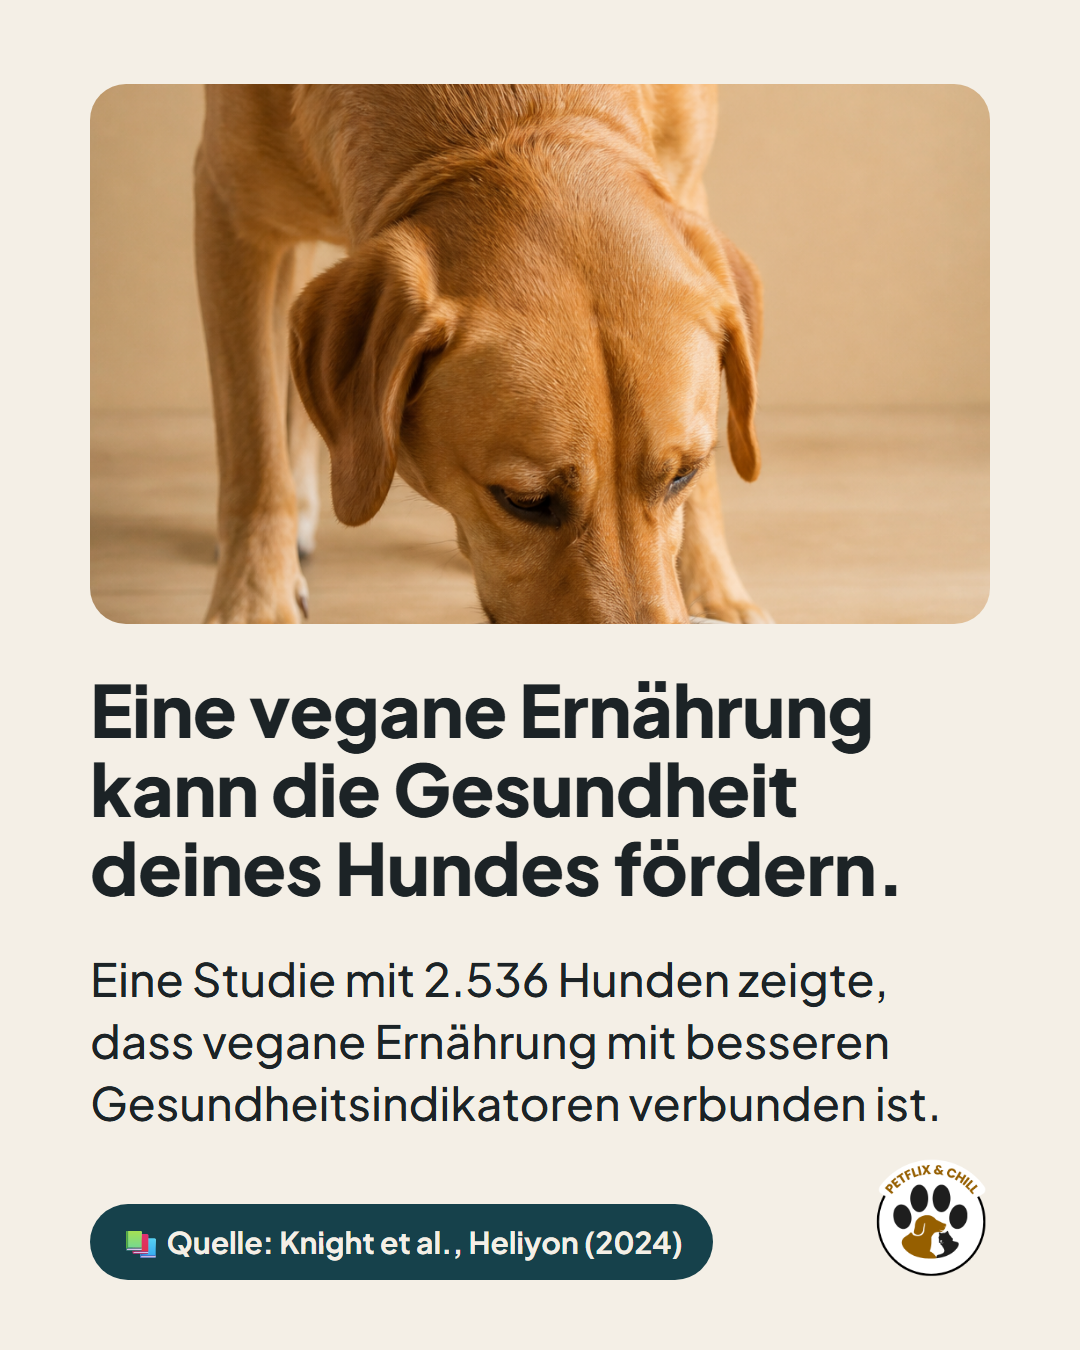 Eine vegane Ernährung
kann die Gesundheit
deines Hundes fördern.
Eine Studie mit 2.536 Hunden zeigte,
dass vegane Ernährung mit besseren
Gesundheitsindikatoren verbunden ist.
PETFLIX & CHILL
Quelle: Knight et al., Heliyon (2024)